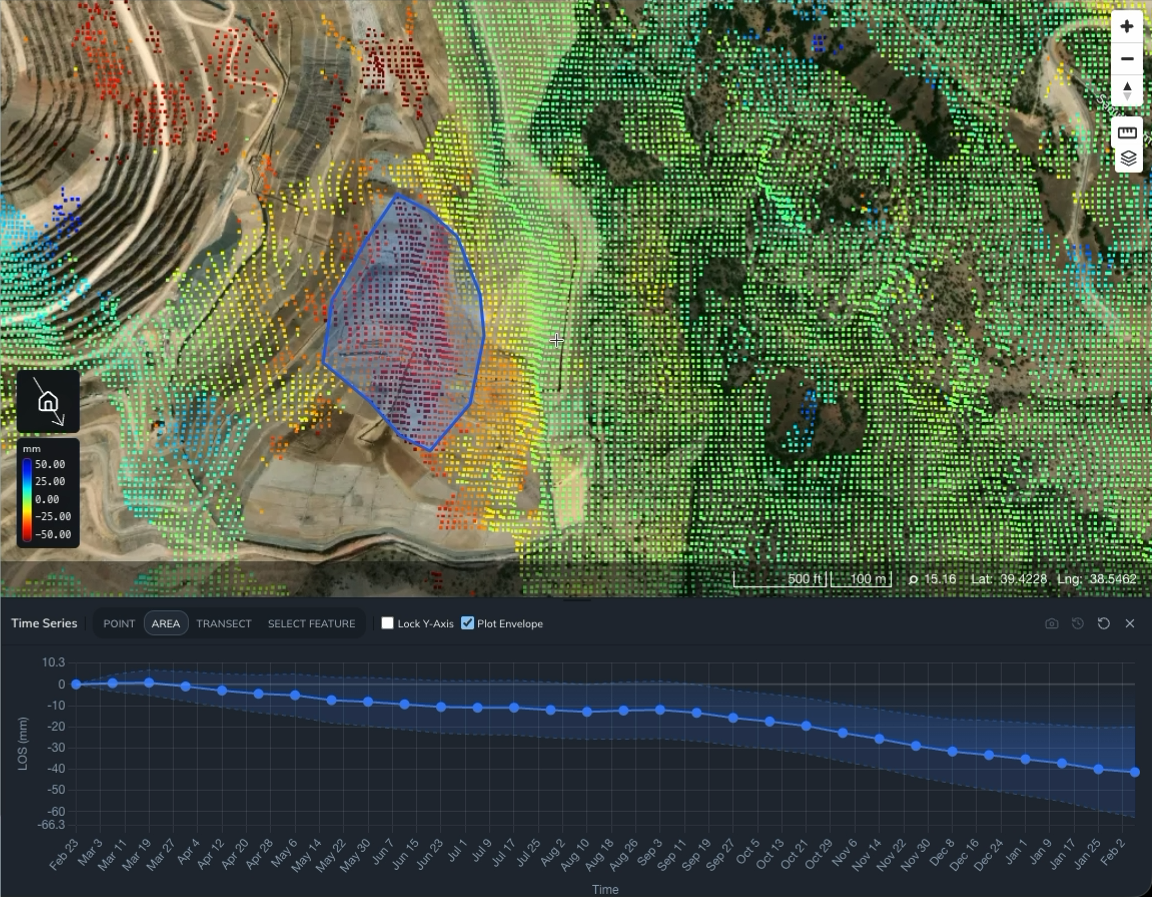 mm
50.00
25.00
0.00
-25.00
-50.00
500 ft
100 m
15.16
Lat: 39.4228
Lng: 38.5462
Time Series
POINT
AREA
TRANSECT
SELECT FEATURE
Lock Y-Axis
Plot Envelope
10.3
0
-10
-20
-30
-40
-50
-60
-66.3
LOS (mm)
Feb 23
Mar 3
Mar 11
Mar 19
Mar 27
Apr 4
Apr 12
Apr 20
Apr 28
May 6
May 14
May 22
May 30
Jun 7
Jun 15
Jun 23
Jul 1
Jul 9
Jul 17
Jul 25
Aug 2
Aug 10
Aug 18
Aug 26
Sep 3
Sep 11
Sep 19
Sep 27
Oct 5
Oct 13
Oct 21
Oct 29
Nov 6
Nov 14
Nov 22
Nov 30
Dec 8
Dec 16
Dec 24
Jan 1
Jan 9
Jan 17
Jan 25
Feb 2
Time